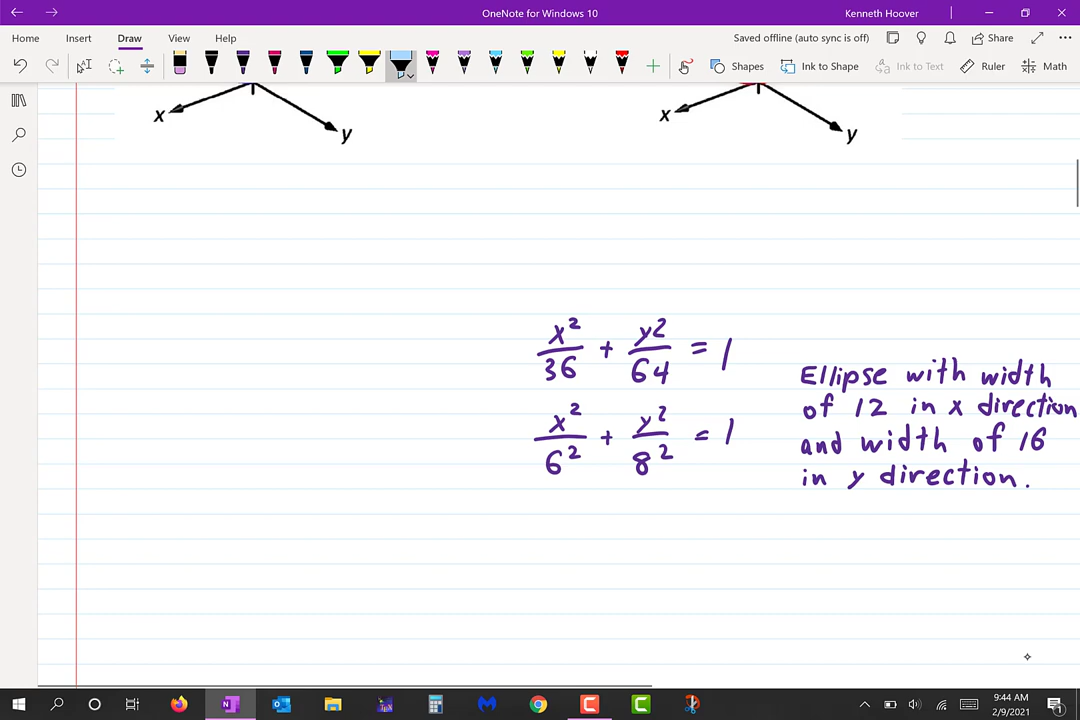 OneNote for Windows 10
Kenneth Hoover
Home Insert Draw View Help
Saved offline (auto sync is off)
Share
Shapes
Ink to Shape
Ink to Text
Ruler
Math
x
y
x
y
x²/36 + y²/64 = 1
x²/6² + y²/8² = 1
Ellipse with width
of 12 in x direction
and width of 16
in y direction.
9:44 AM
2/9/2021
1